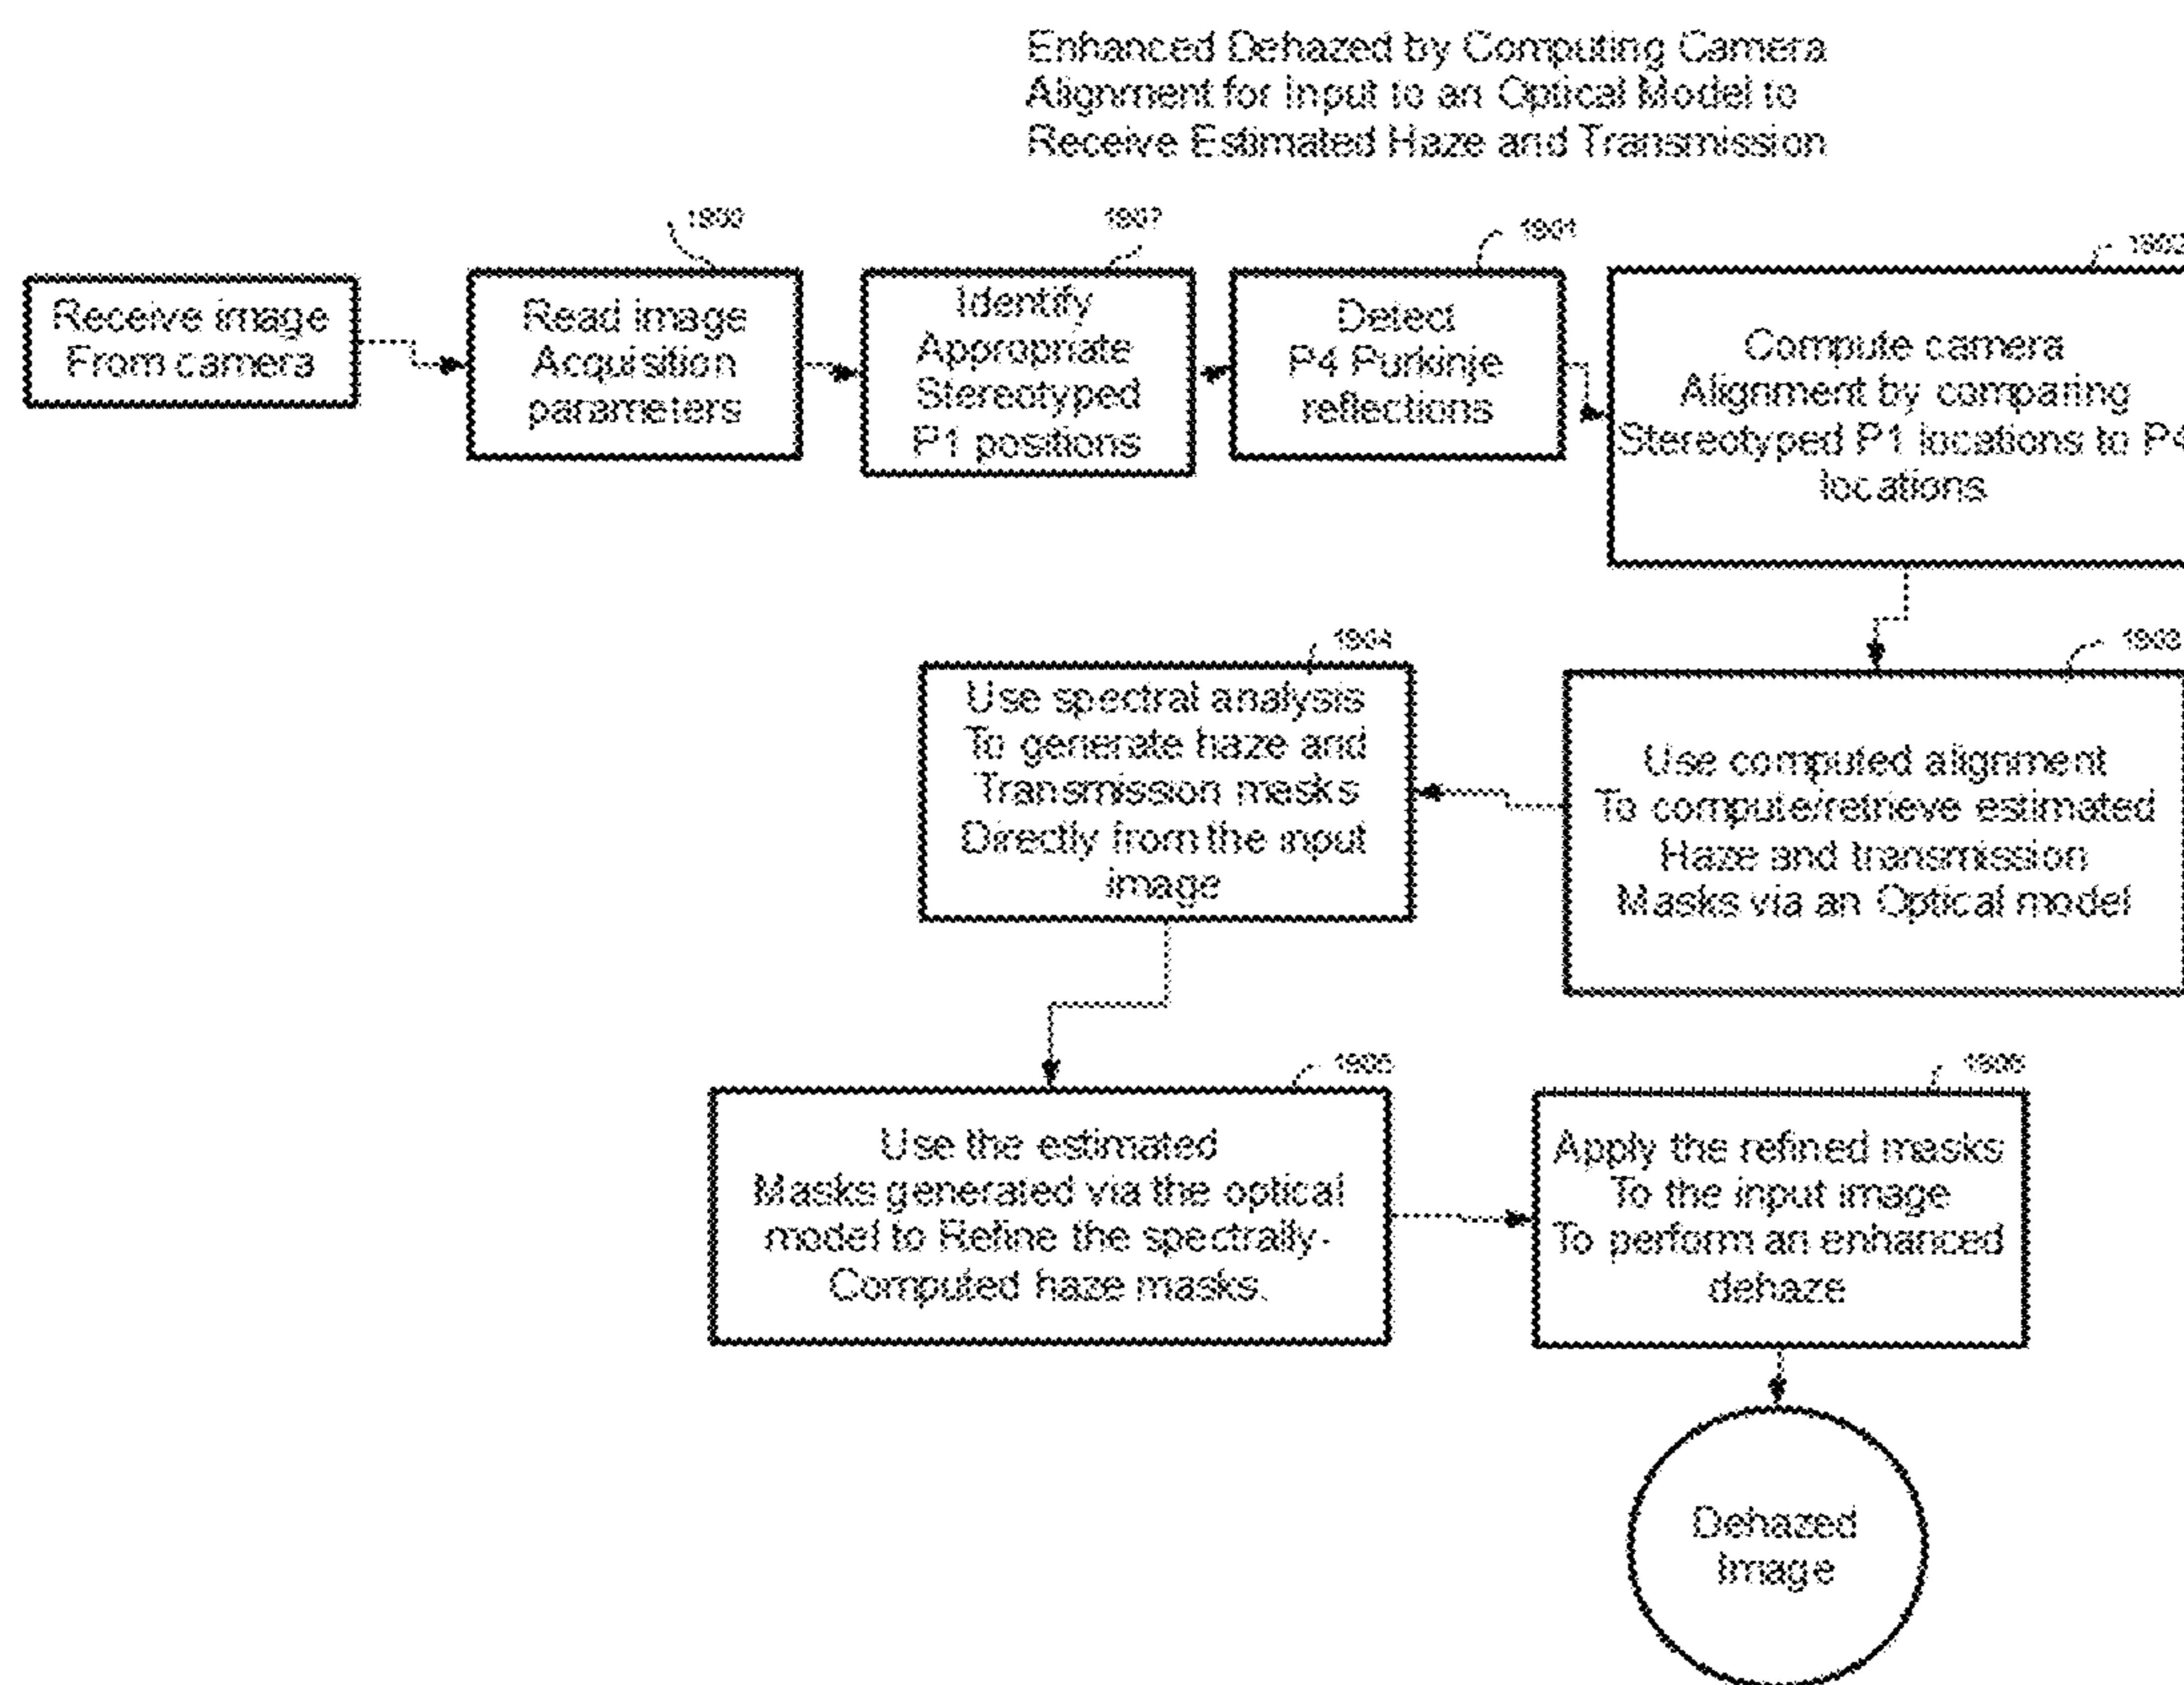 Enhanced Dehazed by Computing Camera
Alignment for Input to an Optical Model to
Receive Estimated Haze and Transmission
1900
1907
1901
1902
Receive image
From camera
Read image
Acquisition
parameters
Identify
Appropriate
Stereotyped
P1 positions
Detect
P4 Purkinje
reflections
Compute camera
Alignment by comparing
Stereotyped P1 locations to P4
locations
1904
1903
Use spectral analysis
To generate haze and
Transmission masks
Directly from the input
image
Use computed alignment
To compute/retrieve estimated
Haze and transmission
Masks via an Optical model
1905
1906
Use the estimated
Masks generated via the optical
model to Refine the spectrally-
Computed haze masks.
Apply the refined masks
To the input image
To perform an enhanced
dehaze
Dehazed
Image